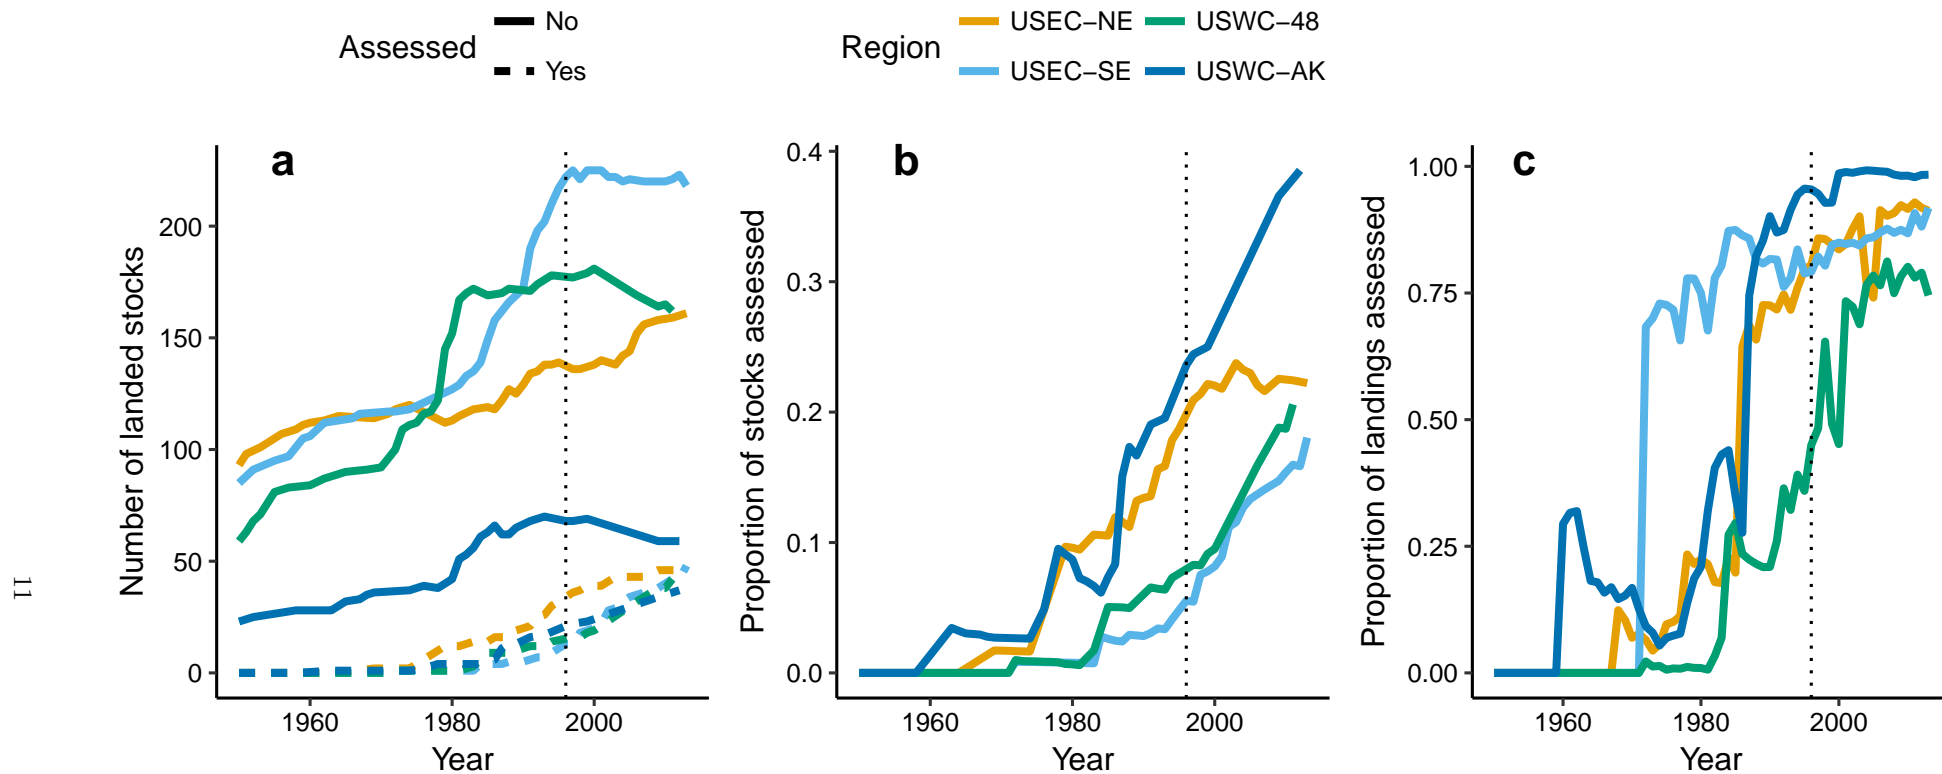 Assessed
No
Yes
Region
USEC−NE
USWC−48
USEC−SE
USWC−AK
a
Number of landed stocks
200
150
100
50
0
1960
1980
2000
Year
b
Proportion of stocks assessed
0.4
0.3
0.2
0.1
0.0
1960
1980
2000
Year
c
Proportion of landings assessed
1.00
0.75
0.50
0.25
0.00
1960
1980
2000
Year
11